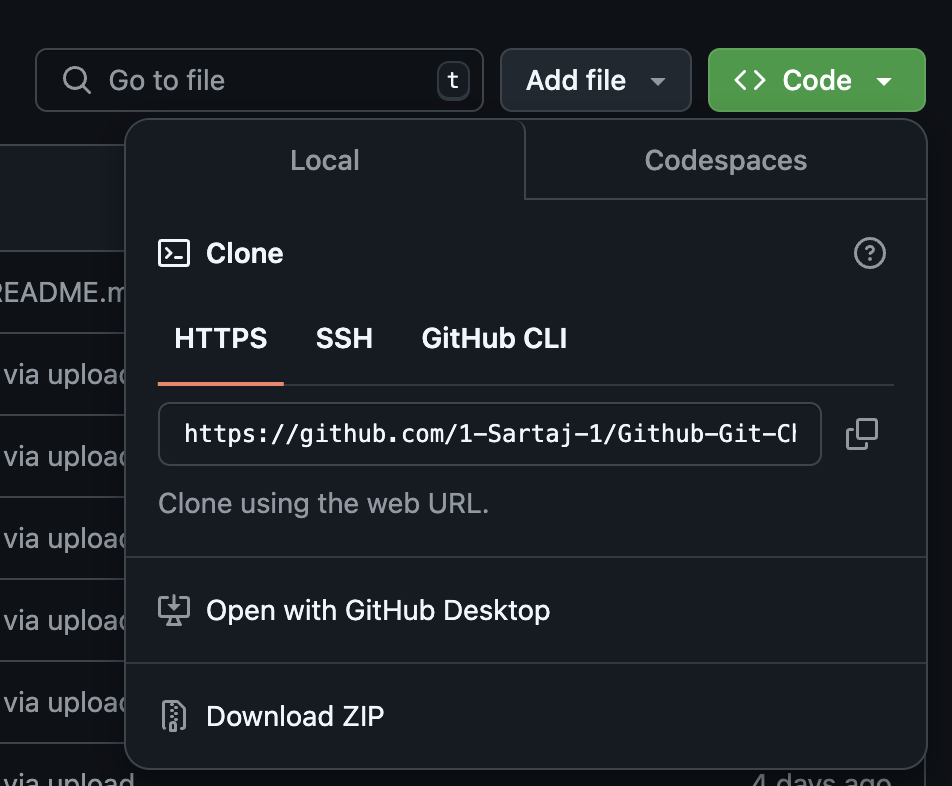 Go to file
t
Add file
Code
Local
Codespaces
Clone
HTTPS
SSH
GitHub CLI
https://github.com/1-Sartaj-1/Github-Git-Ch
Clone using the web URL.
Open with GitHub Desktop
Download ZIP
README.m
via upload
via upload
via upload
via upload
via upload
via upload
4 days ago